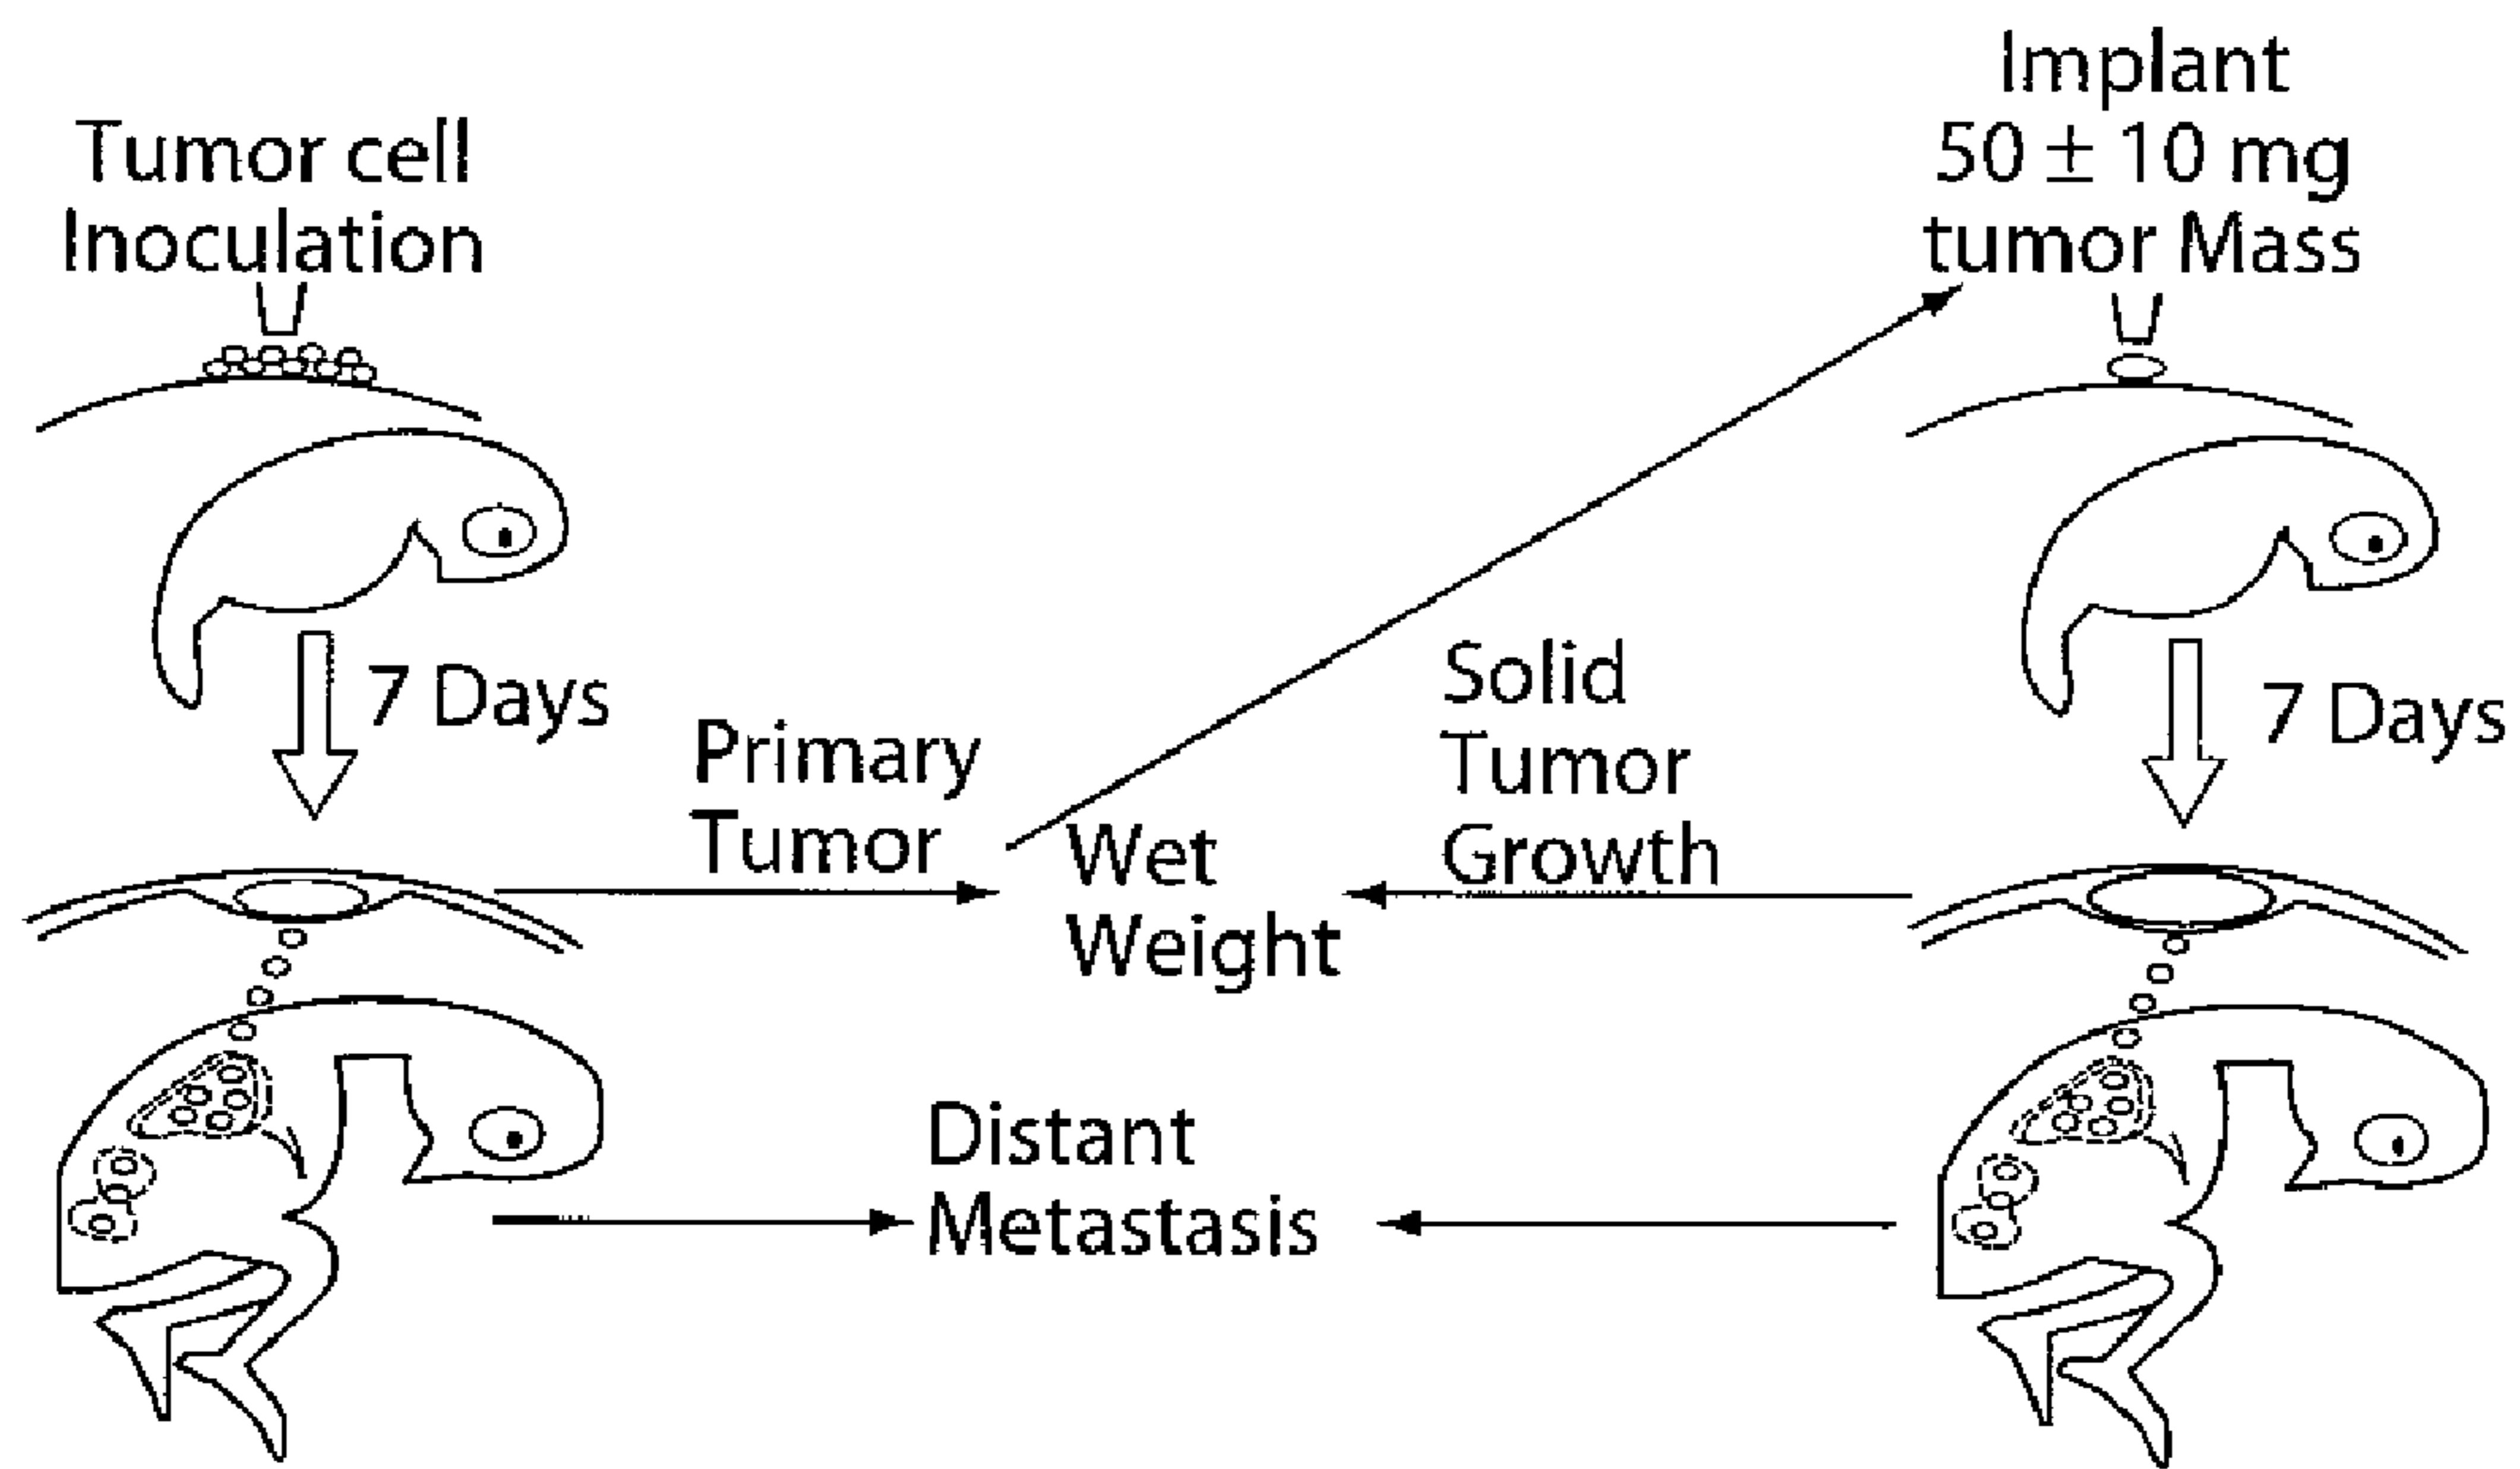 Tumor cell
Inoculation
Implant
50 ± 10 mg
tumor Mass
7 Days
Primary
Tumor
Wet
Weight
Solid
Tumor
Growth
7 Days
Distant
Metastasis